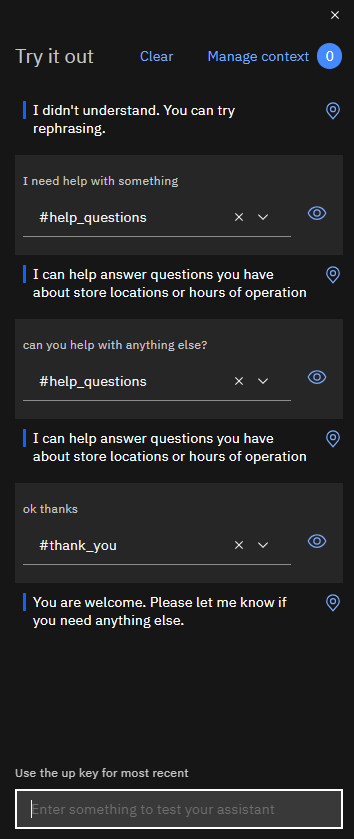 Try it out
Clear
Manage context
0
I didn't understand. You can try
rephrasing.
I need help with something
#help_questions
I can help answer questions you have
about store locations or hours of operation
can you help with anything else?
#help_questions
I can help answer questions you have
about store locations or hours of operation
ok thanks
#thank_you
You are welcome. Please let me know if
you need anything else.
Use the up key for most recent
Enter something to test your assistant